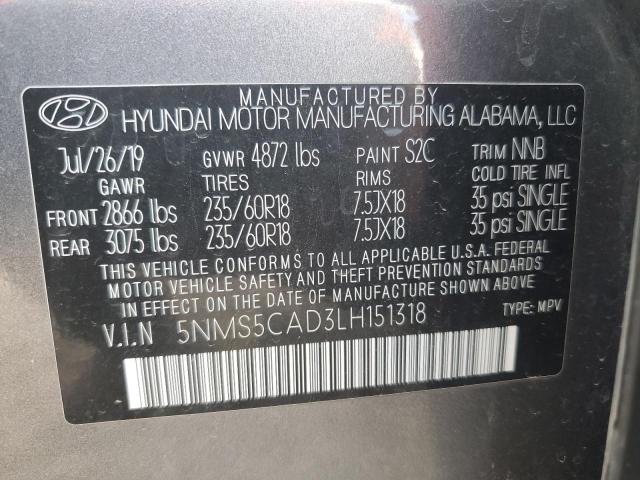 MANUFACTURED BY
HYUNDAI MOTOR MANUFACTURING ALABAMA, LLC
Jul/26/19 GVWR 4872 lbs PAINT S2C TRIM NNB
GAWR TIRES RIMS COLD TIRE INFL
FRONT 2866 lbs 235/60R18 7.5JX18 35 psi SINGLE
REAR 3075 lbs 235/60R18 7.5JX18 35 psi SINGLE
THIS VEHICLE CONFORMS TO ALL APPLICABLE U.S.A. FEDERAL
MOTOR VEHICLE SAFETY AND THEFT PREVENTION STANDARDS
IN EFFECT ON THE DATE OF MANUFACTURE SHOWN ABOVE
V.I.N 5NMS5CAD3LH151318 TYPE: MPV